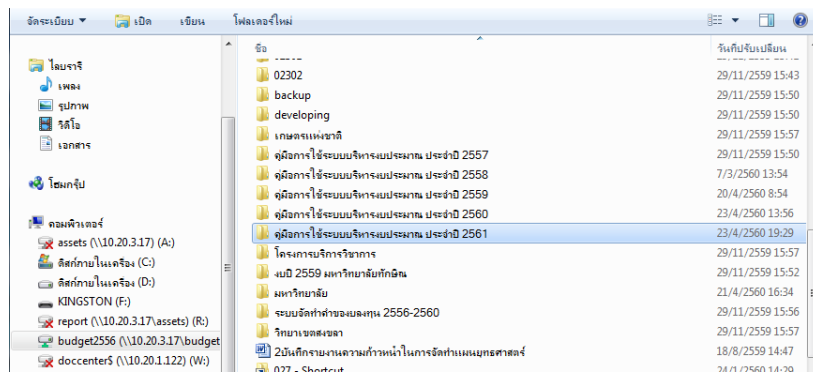 จัดระเบียบ เปิด เขียน โฟลเดอร์ใหม่
ชื่อ วันที่ปรับเปลี่ยน
ไลบรารี
เพลง
รูปภาพ
วิดีโอ
เอกสาร
โฮมกรุ๊ป
คอมพิวเตอร์
assets (\\10.20.3.17) (A:)
ดิสก์ภายในเครื่อง (C:)
ดิสก์ภายในเครื่อง (D:)
KINGSTON (F:)
report (\\10.20.3.17\assets) (R:)
budget2556 (\\10.20.3.17\budget
doccenter$ (\\10.20.1.122) (W:)
02302 29/11/2559 15:43
backup 29/11/2559 15:50
developing 29/11/2559 15:50
เกษตรแห่งชาติ 29/11/2559 15:57
คู่มือการใช้ระบบบริหารงบประมาณ ประจำปี 2557 29/11/2559 15:50
คู่มือการใช้ระบบบริหารงบประมาณ ประจำปี 2558 7/3/2560 13:54
คู่มือการใช้ระบบบริหารงบประมาณ ประจำปี 2559 20/4/2560 8:54
คู่มือการใช้ระบบบริหารงบประมาณ ประจำปี 2560 23/4/2560 13:56
คู่มือการใช้ระบบบริหารงบประมาณ ประจำปี 2561 23/4/2560 19:29
โครงการบริการวิชาการ 29/11/2559 15:57
งบปี 2559 มหาวิทยาลัยทักษิณ 29/11/2559 15:52
มหาวิทยาลัย 21/4/2560 16:34
ระบบจัดทำคำของบลงทุน 2556-2560 29/11/2559 15:56
วิทยาเขตสงขลา 29/11/2559 15:57
2บันทึกรายงานความก้าวหน้าในการจัดทำแผนยุทธศาสตร์ 18/8/2559 14:47
027 - Shortcut 24/1/2560 14:29